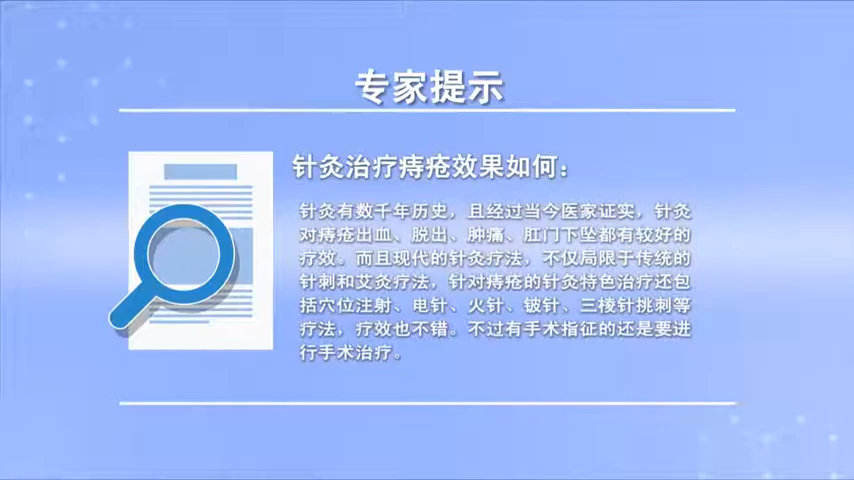 专家提示
针灸治疗痔疮效果如何：
针灸有数千年历史，且经过当今医家证实，针灸
对痔疮出血、脱出、肿痛、肛门下坠都有较好的
疗效。而且现代的针灸疗法，不仅局限于传统的
针刺和艾灸疗法，针对痔疮的针灸特色治疗还包
括穴位注射、电针、火针、铍针、三棱针挑刺等
疗法，疗效也不错。不过有手术指征的还是要进
行手术治疗。